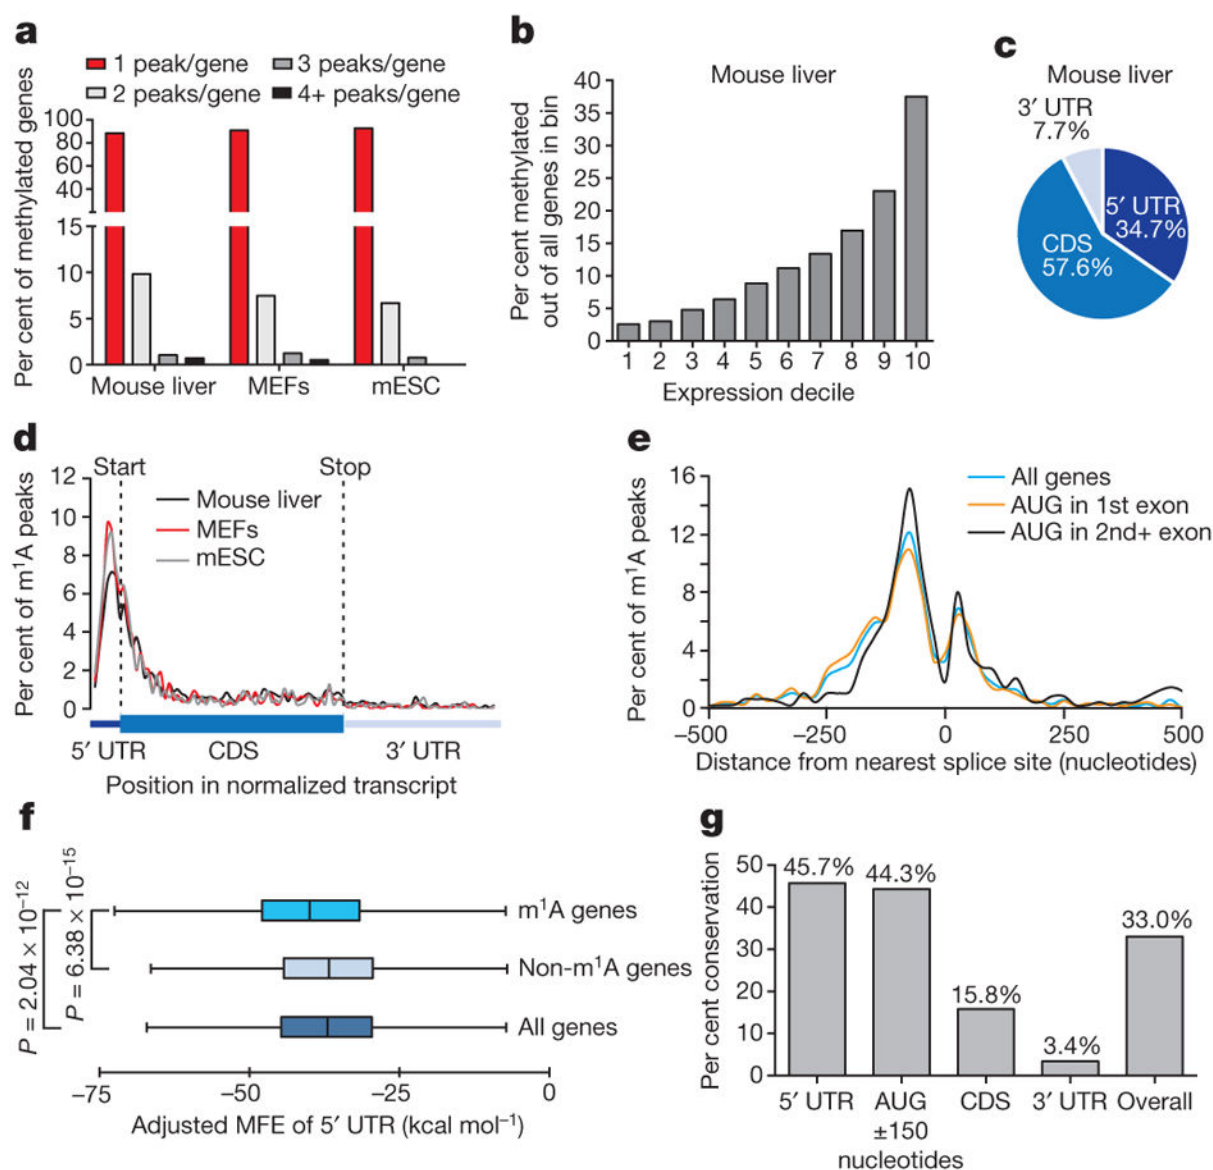 a
1 peak/gene
3 peaks/gene
2 peaks/gene
4+ peaks/gene
Per cent of methylated genes
100
80
60
40
15
10
5
0
Mouse liver
MEFs
mESC
b
Mouse liver
Per cent methylated
out of all genes in bin
40
35
30
25
20
15
10
5
0
1 2 3 4 5 6 7 8 9 10
Expression decile
c
Mouse liver
3′ UTR
7.7%
5′ UTR
34.7%
CDS
57.6%
d
Start
Stop
Per cent of m¹A peaks
12
10
8
6
4
2
0
Mouse liver
MEFs
mESC
5′ UTR
CDS
3′ UTR
Position in normalized transcript
e
Per cent of m¹A peaks
16
12
8
4
0
All genes
AUG in 1st exon
AUG in 2nd+ exon
−500 −250 0 250 500
Distance from nearest splice site (nucleotides)
f
P = 2.04 × 10⁻¹²
P = 6.38 × 10⁻¹⁵
m¹A genes
Non-m¹A genes
All genes
−75 −50 −25 0
Adjusted MFE of 5′ UTR (kcal mol⁻¹)
g
Per cent conservation
50
40
30
20
10
0
45.7%
44.3%
15.8%
3.4%
33.0%
5′ UTR AUG CDS 3′ UTR Overall
±150
nucleotides